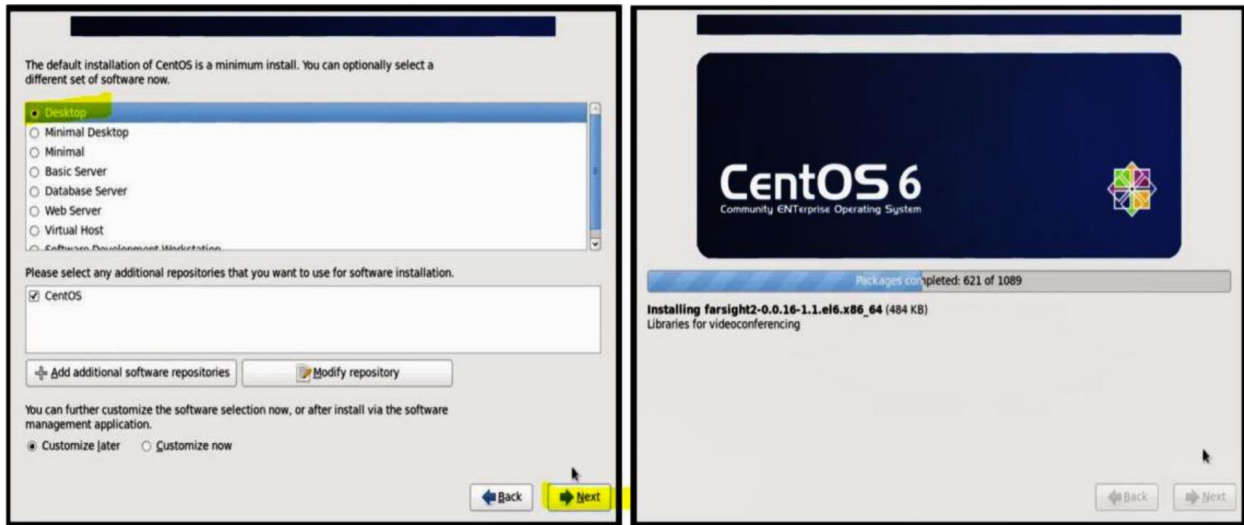 The default installation of CentOS is a minimum install. You can optionally select a
different set of software now.
Desktop
Minimal Desktop
Minimal
Basic Server
Database Server
Web Server
Virtual Host
Software Development Workstation
Please select any additional repositories that you want to use for software installation.
CentOS
Add additional software repositories
Modify repository
You can further customize the software selection now, or after install via the software
management application.
Customize later
Customize now
Back
Next
CentOS 6
Community ENTerprise Operating System
Packages completed: 621 of 1089
Installing farsight2-0.0.16-1.1.el6.x86_64 (484 KB)
Libraries for videoconferencing
Back
Next